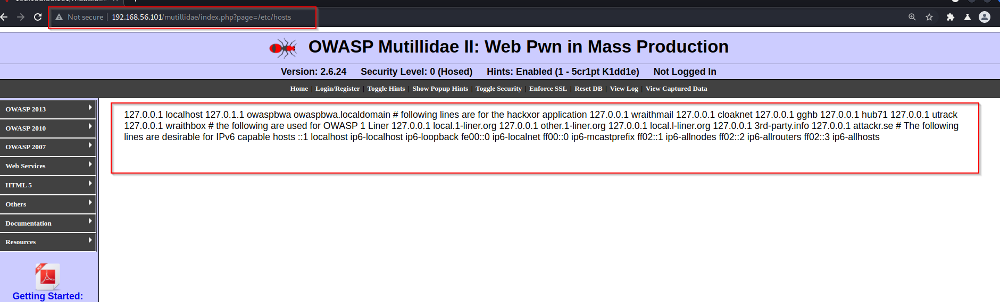 Not secure 192.168.56.101/mutillidae/index.php?page=/etc/hosts
OWASP Mutillidae II: Web Pwn in Mass Production
Version: 2.6.24 Security Level: 0 (Hosed) Hints: Enabled (1 - 5cr1pt K1dd1e) Not Logged In
Home | Login/Register | Toggle Hints | Show Popup Hints | Toggle Security | Enforce SSL | Reset DB | View Log | View Captured Data
OWASP 2013
OWASP 2010
OWASP 2007
Web Services
HTML 5
Others
Documentation
Resources
Getting Started:
127.0.0.1 localhost 127.0.1.1 owaspbwa owaspbwa.localdomain # following lines are for the hackxor application 127.0.0.1 wraithmail 127.0.0.1 cloaknet 127.0.0.1 gghb 127.0.0.1 hub71 127.0.0.1 utrack
127.0.0.1 wraithbox # the following are used for OWASP 1 Liner 127.0.0.1 local.1-liner.org 127.0.0.1 other.1-liner.org 127.0.0.1 local.l-liner.org 127.0.0.1 3rd-party.info 127.0.0.1 attackr.se # The following
lines are desirable for IPv6 capable hosts ::1 localhost ip6-localhost ip6-loopback fe00::0 ip6-localnet ff00::0 ip6-mcastprefix ff02::1 ip6-allnodes ff02::2 ip6-allrouters ff02::3 ip6-allhosts